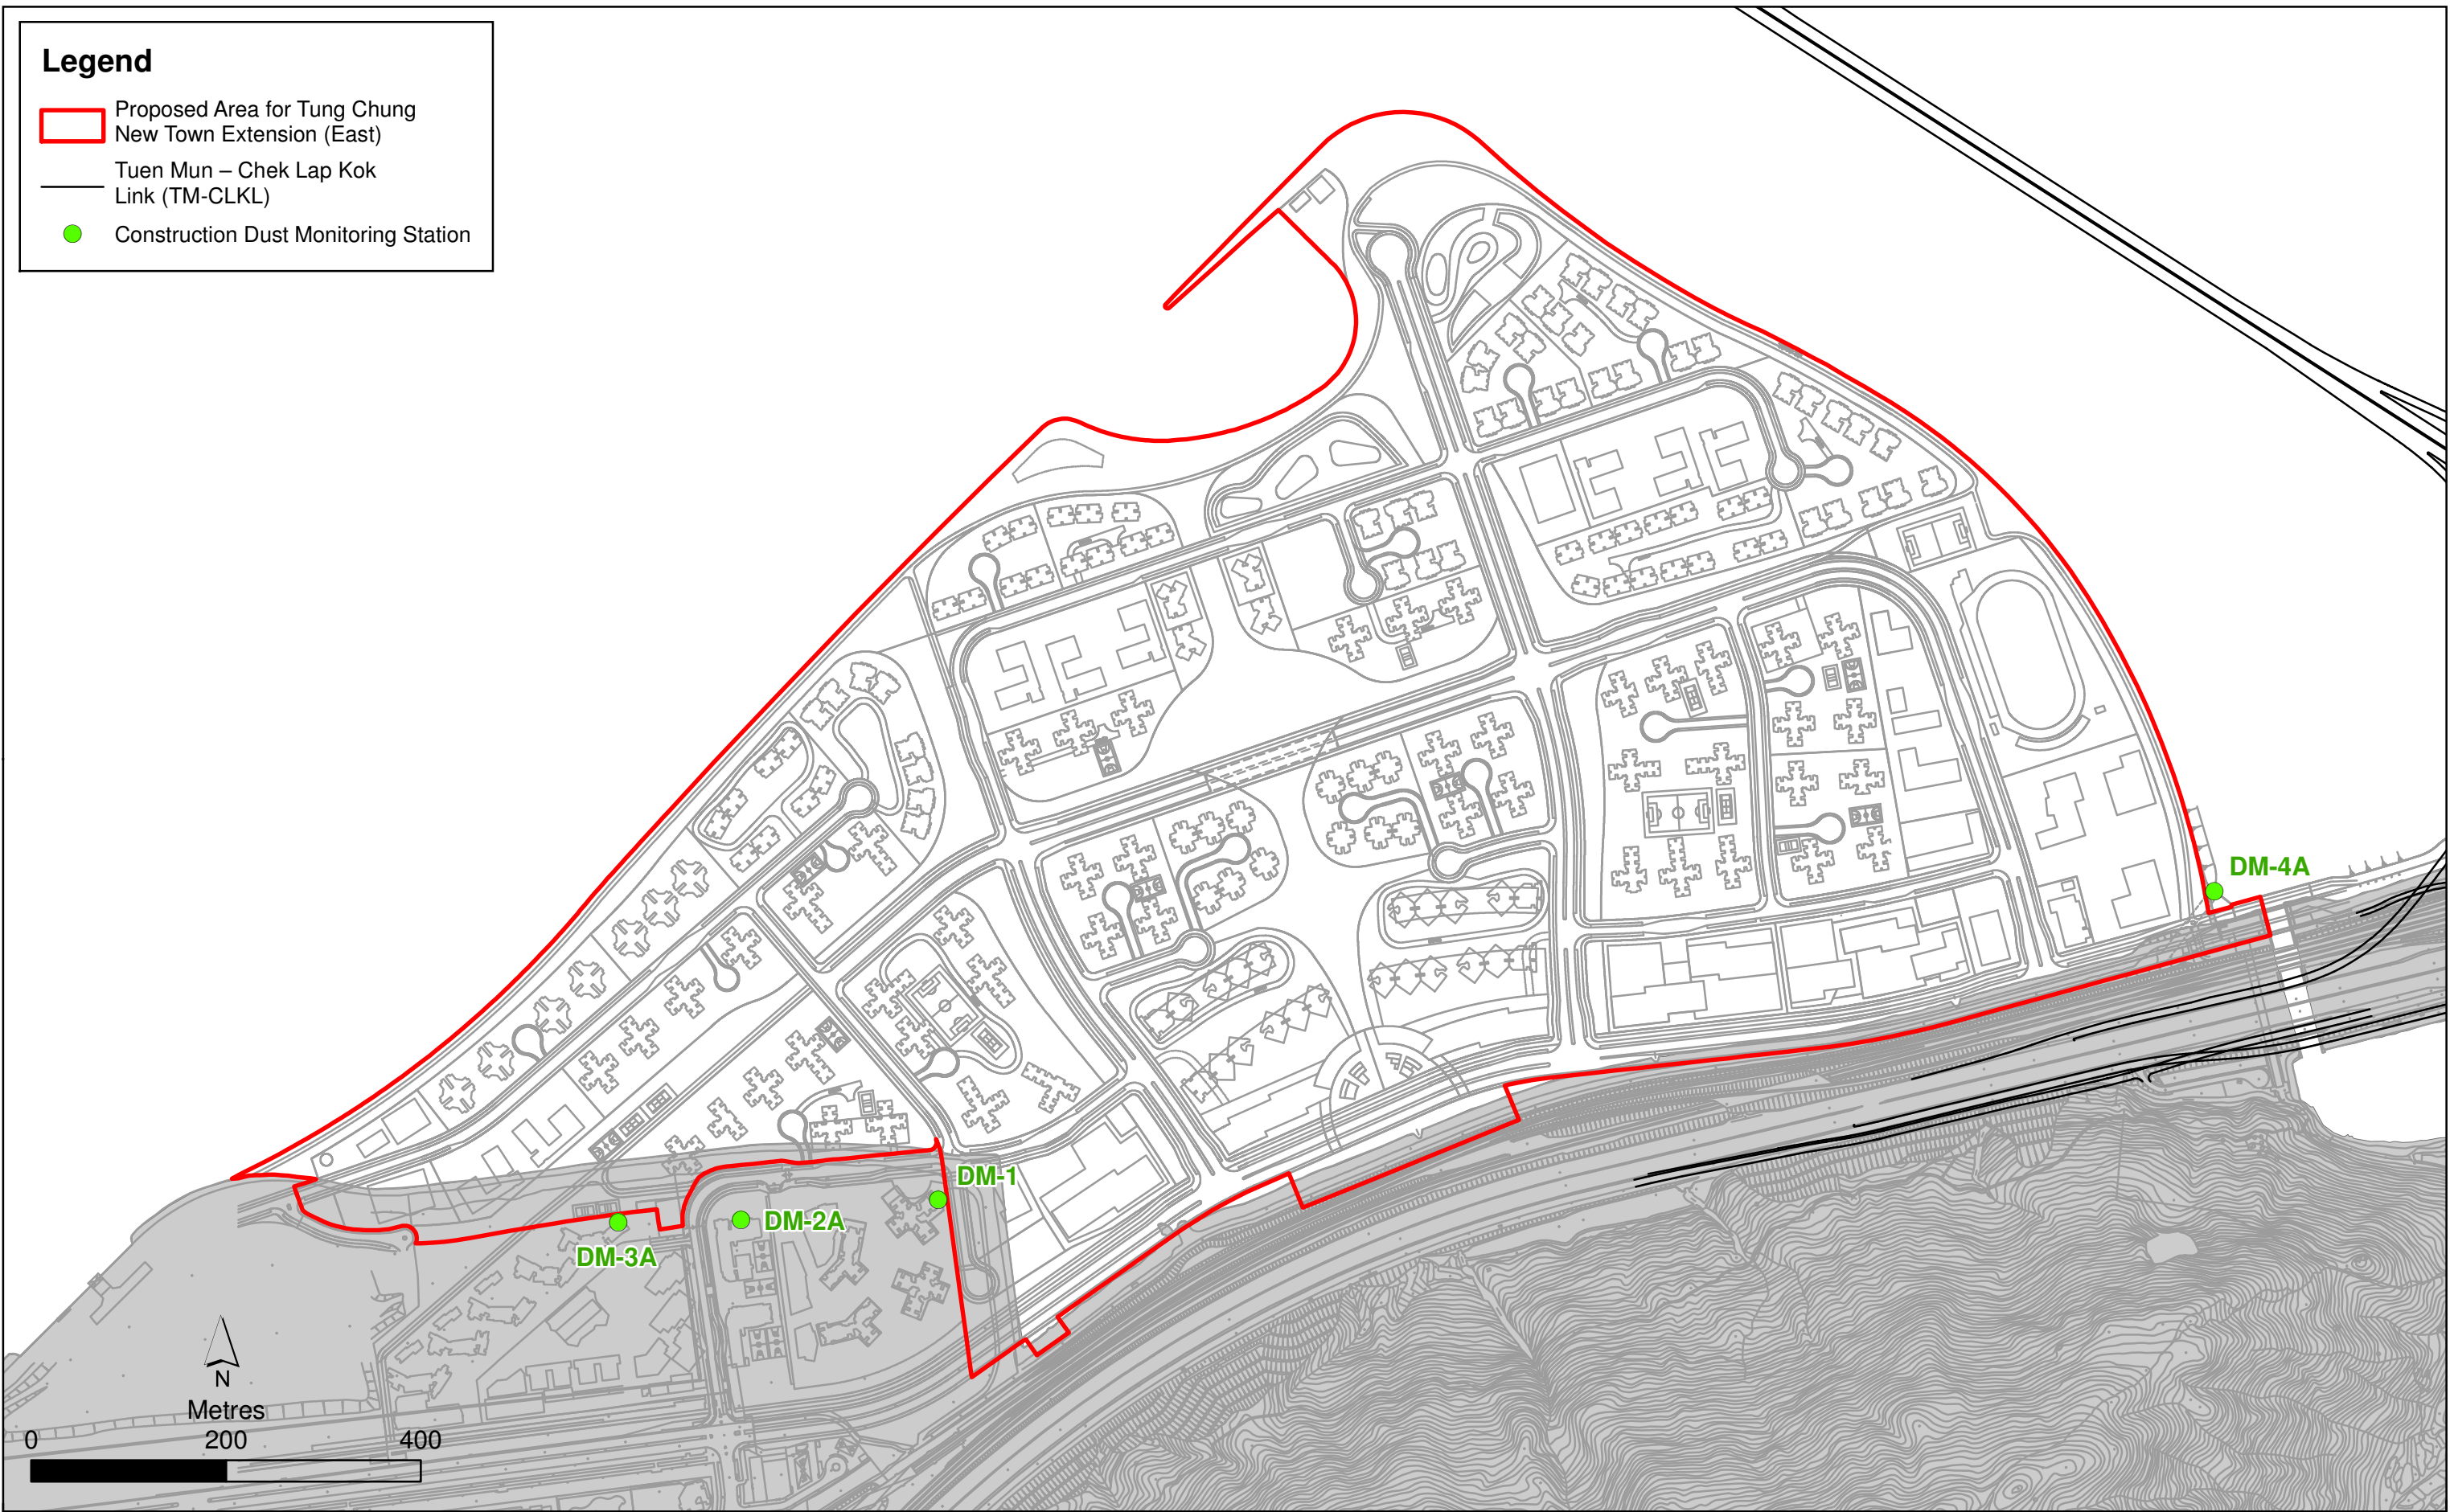 Legend
Proposed Area for Tung Chung
New Town Extension (East)
Tuen Mun – Chek Lap Kok
Link (TM-CLKL)
Construction Dust Monitoring Station
DM-4A
DM-1
DM-2A
DM-3A
N
Metres
0 200 400